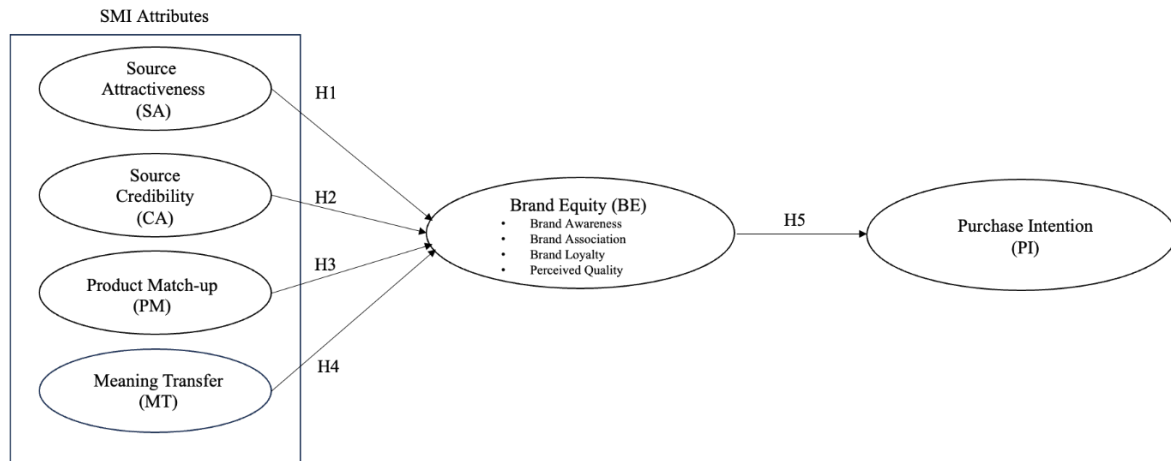 SMI Attributes
Source
Attractiveness
(SA)
H1
Source
Credibility
(CA)
H2
Product Match-up
(PM)
H3
Meaning Transfer
(MT)
H4
Brand Equity (BE)
• Brand Awareness
• Brand Association
• Brand Loyalty
• Perceived Quality
H5
Purchase Intention
(PI)